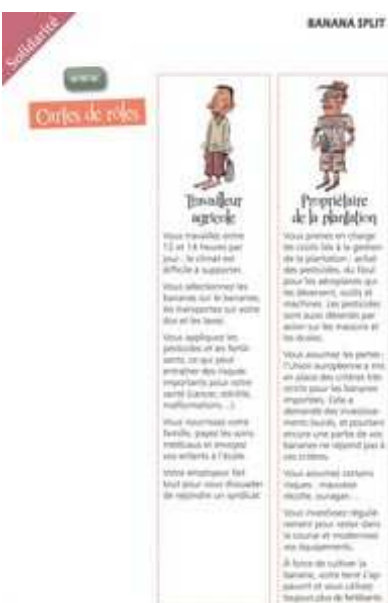 Solidarité
BANANA SPLIT
www
Cartes de rôles
Travailleur
agricole
Vous travaillez entre
12 et 14 heures par
jour ; le climat est
difficile à supporter.
Vous sélectionnez les
bananes sur le bananier,
les transportez sur votre
dos et les lavez.
Vous appliquez les
pesticides et les fertili-
sants, ce qui peut
entraîner des risques
importants pour votre
santé (cancer, stérilité,
malformations...).
Vous nourrissez votre
famille, payez les soins
médicaux et envoyez
vos enfants à l'école.
Votre employeur fait
tout pour vous dissuader
de rejoindre un syndicat.
Propriétaire
de la plantation
Vous prenez en charge
les coûts liés à la gestion
de la plantation : achat
des pesticides, du fioul
pour les aéroplanes qui
les déversent, outils et
machines. Les pesticides
sont aussi déversés par
avion sur les maisons et
les écoles.
Vous assumez les pertes :
l'Union européenne a mis
en place des critères très
stricts pour les bananes
importées. Cela a
demandé des investisse-
ments lourds, et pourtant
encore une partie de vos
bananes ne répond pas à
ces critères.
Vous assumez certains
risques : mauvaise
récolte, ouragan...
Vous investissez réguliè-
rement pour rester dans
la course et modernisez
vos équipements.
À force de cultiver la
banane, votre terre s'ap-
pauvrit et vous utilisez
toujours plus de fertilisants